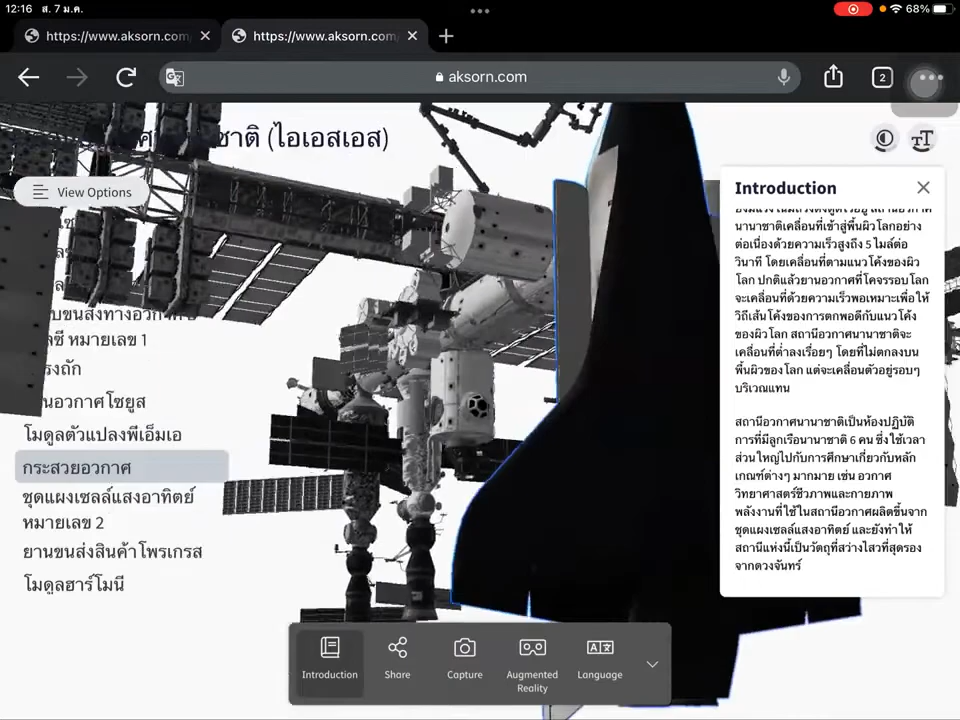 12:16 ส. 7 ม.ค.
68%
https://www.aksorn.com
https://www.aksorn.com
aksorn.com
2
ชาติ (ไอเอสเอส)
View Options
หมายเลข 1
ยานอวกาศโซยูส
โมดูลตัวแปลงพีเอ็มเอ
กระสวยอวกาศ
ชุดแผงเซลล์แสงอาทิตย์
หมายเลข 2
ยานขนส่งสินค้าโพรเกรส
โมดูลฮาร์โมนี
Introduction
นานาชาติเคลื่อนที่เข้าสู่พื้นผิวโลกอย่าง
ต่อเนื่องด้วยความเร็วสูงถึง 5 ไมล์ต่อ
วินาที โดยเคลื่อนที่ตามแนวโค้งของผิว
โลก ปกติแล้วยานอวกาศที่โคจรรอบโลก
จะเคลื่อนที่ด้วยความเร็วพอเหมาะเพื่อให้
วิถีเส้นโค้งของการตกพอดีกับแนวโค้ง
ของผิวโลก สถานีอวกาศนานาชาติจะ
เคลื่อนที่ต่ำลงเรื่อยๆ โดยที่ไม่ตกลงบน
พื้นผิวของโลก แต่จะเคลื่อนตัวอยู่รอบๆ
บริเวณแทน
สถานีอวกาศนานาชาติเป็นห้องปฏิบัติ
การที่มีลูกเรือนานาชาติ 6 คน ซึ่งใช้เวลา
ส่วนใหญ่ไปกับการศึกษาเกี่ยวกับหลัก
เกณฑ์ต่างๆ มากมาย เช่น อวกาศ
วิทยาศาสตร์ชีวภาพและกายภาพ
พลังงานที่ใช้ในสถานีอวกาศผลิตขึ้นจาก
ชุดแผงเซลล์แสงอาทิตย์ และยังทำให้
สถานีแห่งนี้เป็นวัตถุที่สว่างไสวที่สุดรอง
จากดวงจันทร์
Introduction
Share
Capture
Augmented
Reality
Language